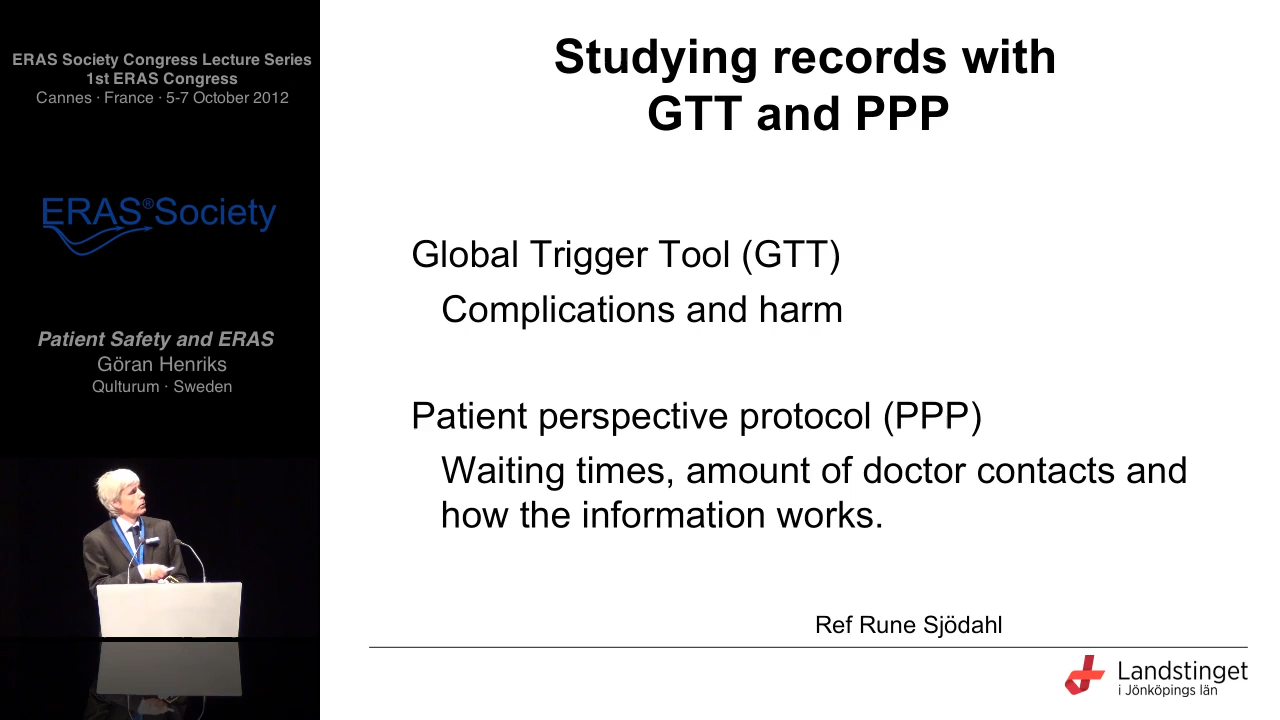 ERAS Society Congress Lecture Series
1st ERAS Congress
Cannes · France · 5-7 October 2012
ERAS®Society
Patient Safety and ERAS
Göran Henriks
Qulturum · Sweden
Studying records with
GTT and PPP
Global Trigger Tool (GTT)
Complications and harm
Patient perspective protocol (PPP)
Waiting times, amount of doctor contacts and
how the information works.
Ref Rune Sjödahl
Landstinget
i Jönköpings län